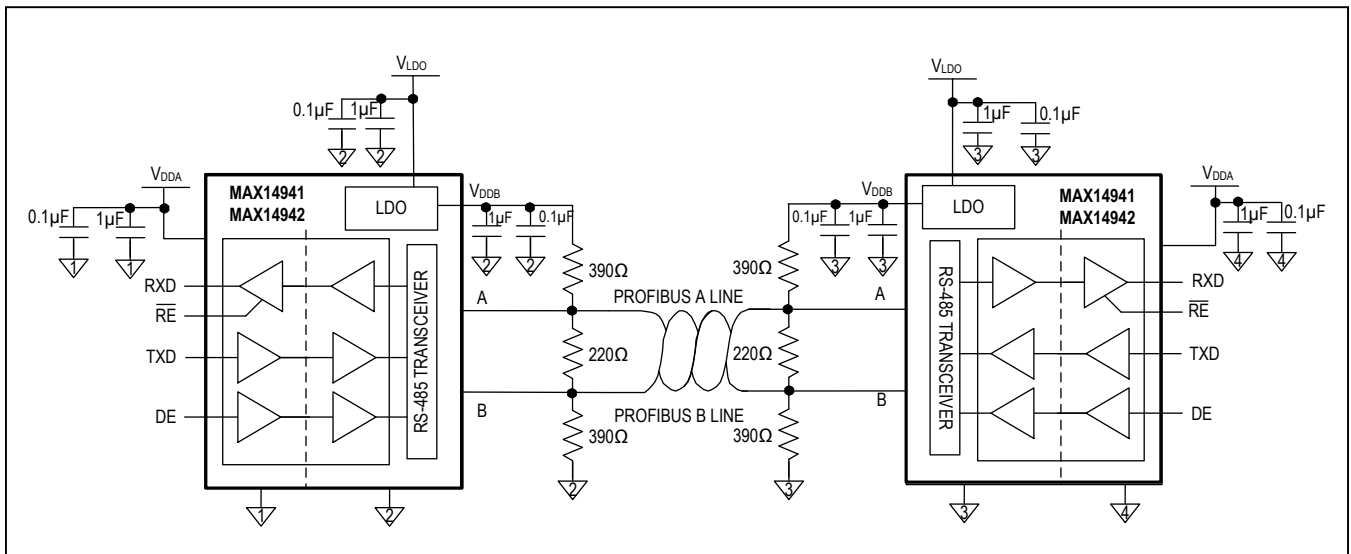 VLDO
VLDO
0.1µF 1µF
1µF 0.1µF
2 2
3 3
VDDA
MAX14941
MAX14942
LDO
VDDB
VDDB
LDO
MAX14941
MAX14942
VDDA
0.1µF 1µF
1µF 0.1µF
0.1µF 1µF
1µF 0.1µF
1 1
2 2
3 3
4 4
390Ω
390Ω
RXD
RE
TXD
DE
RS-485 TRANSCEIVER
A
PROFIBUS A LINE
A
220Ω
220Ω
B
PROFIBUS B LINE
B
390Ω
390Ω
RS-485 TRANSCEIVER
RXD
RE
TXD
DE
1 2
2
3
3 4